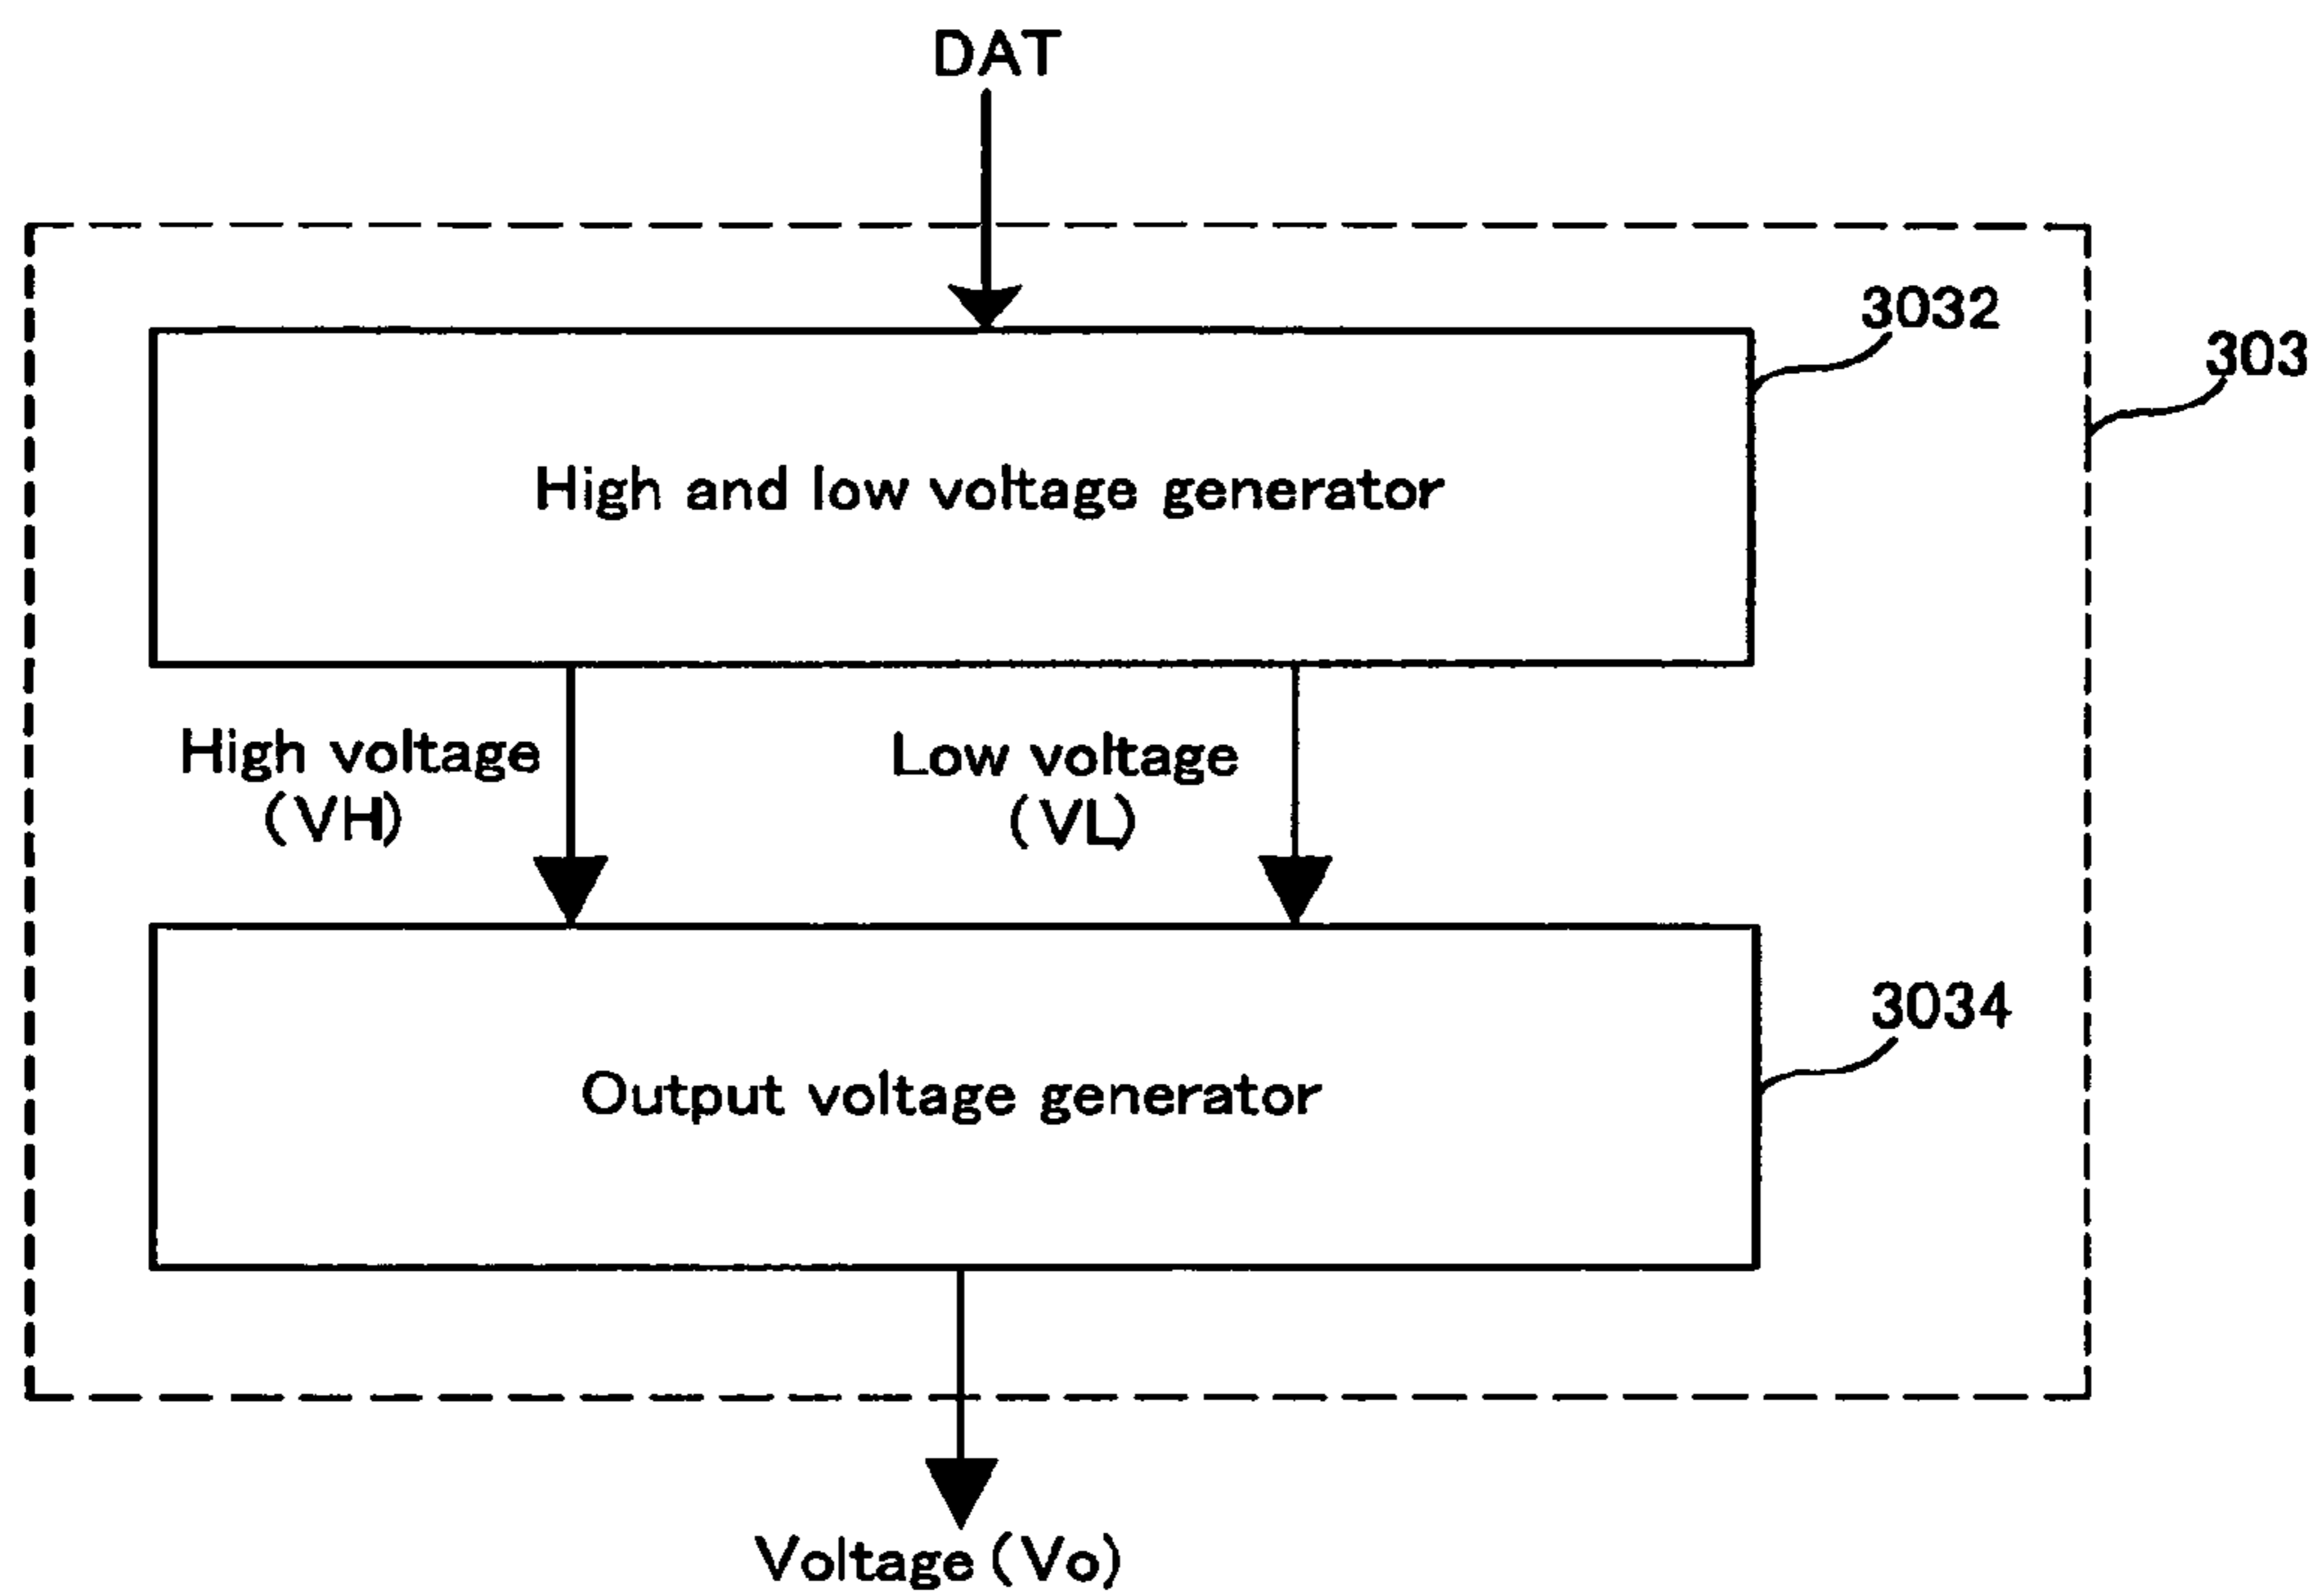 DAT
3032
303
High and low voltage generator
High voltage
(VH)
Low voltage
(VL)
3034
Output voltage generator
Voltage (Vo)